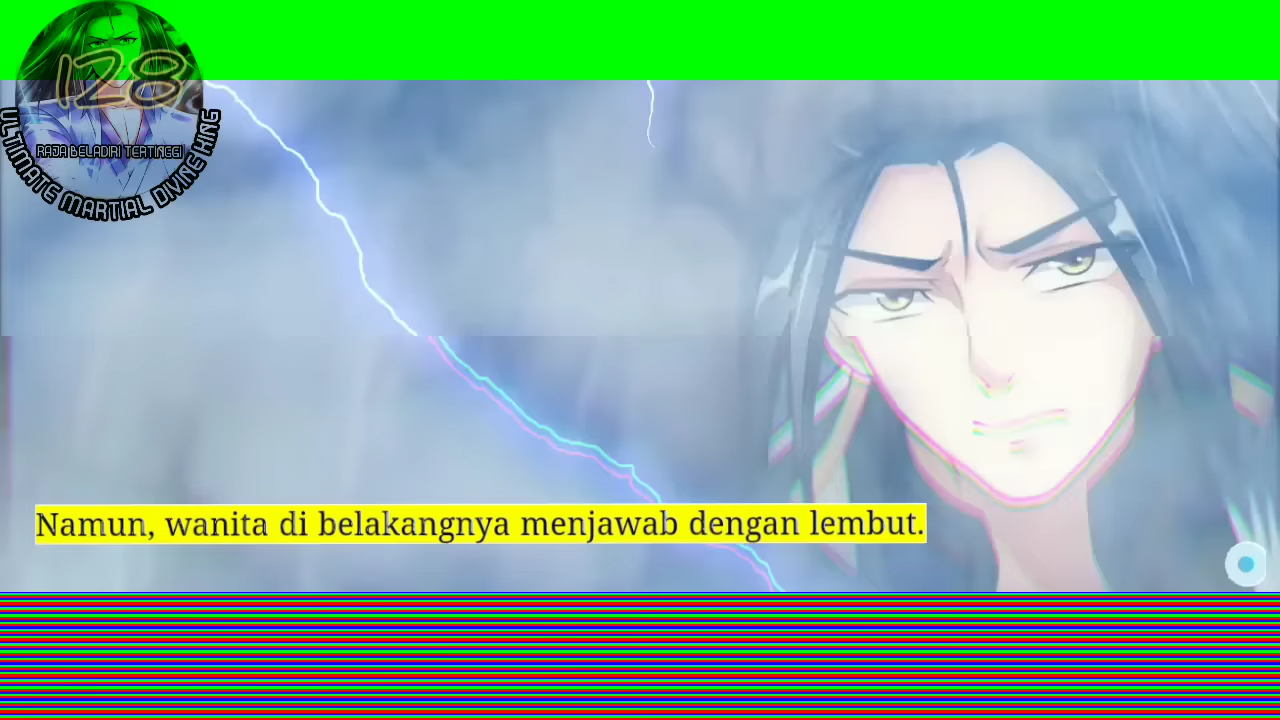 128
RAJA BELADIRI TERTINGGI
ULTIMATE MARTIAL DIVINE KING
Namun, wanita di belakangnya menjawab dengan lembut.